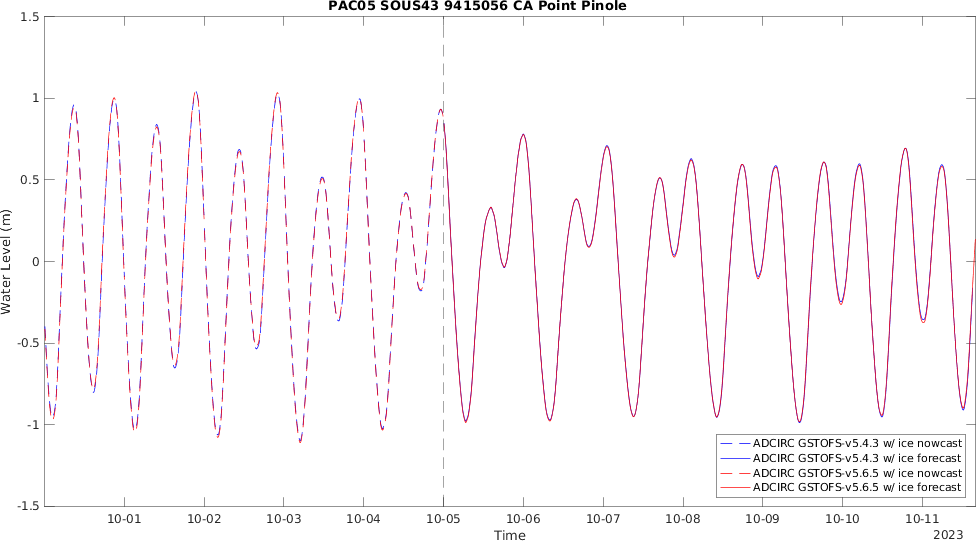 PAC05 SOUS43 9415056 CA Point Pinole
1.5
1
0.5
0
-0.5
-1
-1.5
Water Level (m)
ADCIRC GSTOFS-v5.4.3 w/ ice nowcast
ADCIRC GSTOFS-v5.4.3 w/ ice forecast
ADCIRC GSTOFS-v5.6.5 w/ ice nowcast
ADCIRC GSTOFS-v5.6.5 w/ ice forecast
10-01 10-02 10-03 10-04 10-05 10-06 10-07 10-08 10-09 10-10 10-11
Time
2023